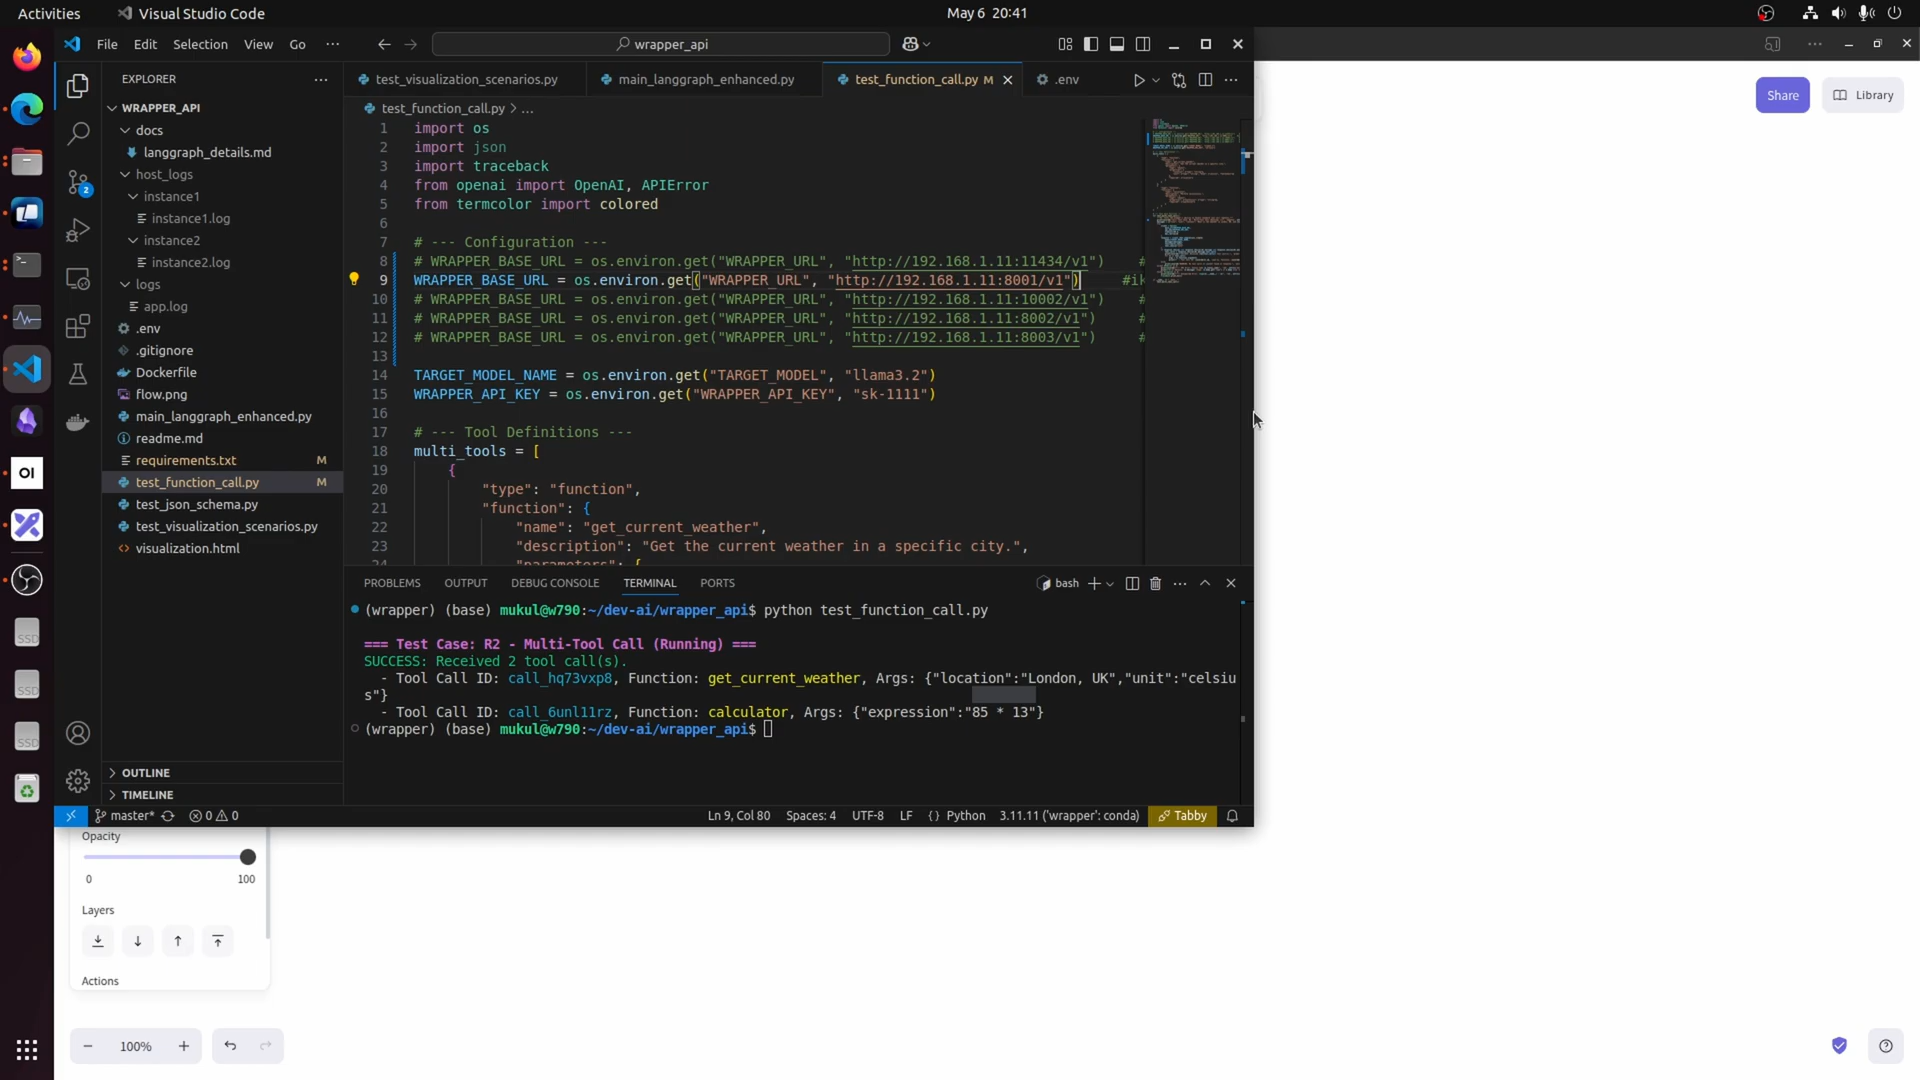 Activities
Visual Studio Code
May 6 20:41
File Edit Selection View Go
wrapper_api
Share
Library
EXPLORER
WRAPPER_API
docs
langgraph_details.md
host_logs
instance1
instance1.log
instance2
instance2.log
logs
app.log
.env
.gitignore
Dockerfile
flow.png
main_langgraph_enhanced.py
readme.md
requirements.txt M
test_function_call.py M
test_json_schema.py
test_visualization_scenarios.py
visualization.html
OUTLINE
TIMELINE
test_visualization_scenarios.py
main_langgraph_enhanced.py
test_function_call.py M
.env
test_function_call.py > ...
1 import os
2 import json
3 import traceback
4 from openai import OpenAI, APIError
5 from termcolor import colored
6
7 # --- Configuration ---
8 # WRAPPER_BASE_URL = os.environ.get("WRAPPER_URL", "http://192.168.1.11:11434/v1") #
9 WRAPPER_BASE_URL = os.environ.get("WRAPPER_URL", "http://192.168.1.11:8001/v1") #ik
10 # WRAPPER_BASE_URL = os.environ.get("WRAPPER_URL", "http://192.168.1.11:10002/v1") #
11 # WRAPPER_BASE_URL = os.environ.get("WRAPPER_URL", "http://192.168.1.11:8002/v1") #
12 # WRAPPER_BASE_URL = os.environ.get("WRAPPER_URL", "http://192.168.1.11:8003/v1") #
13
14 TARGET_MODEL_NAME = os.environ.get("TARGET_MODEL", "llama3.2")
15 WRAPPER_API_KEY = os.environ.get("WRAPPER_API_KEY", "sk-1111")
16
17 # --- Tool Definitions ---
18 multi_tools = [
19 {
20 "type": "function",
21 "function": {
22 "name": "get_current_weather",
23 "description": "Get the current weather in a specific city.",
24 "parameters": {
PROBLEMS OUTPUT DEBUG CONSOLE TERMINAL PORTS
bash
(wrapper) (base) mukul@w790:~/dev-ai/wrapper_api$ python test_function_call.py
=== Test Case: R2 - Multi-Tool Call (Running) ===
SUCCESS: Received 2 tool call(s).
- Tool Call ID: call_hq73vxp8, Function: get_current_weather, Args: {"location":"London, UK","unit":"celsiu
s"}
- Tool Call ID: call_6unl11rz, Function: calculator, Args: {"expression":"85 * 13"}
(wrapper) (base) mukul@w790:~/dev-ai/wrapper_api$
master* 0 0
Ln 9, Col 80 Spaces: 4 UTF-8 LF {} Python 3.11.11 ('wrapper': conda) Tabby
2
OI
SSD
SSD
SSD
Opacity
0 100
Layers
Actions
100%